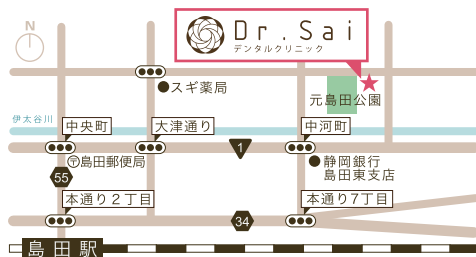 N
Dr.Sai
デンタルクリニック
スギ薬局
元島田公園
伊太谷川
中央町
大津通り
中河町
〒島田郵便局
1
静岡銀行
島田東支店
55
本通り2丁目
34
本通り7丁目
島田駅